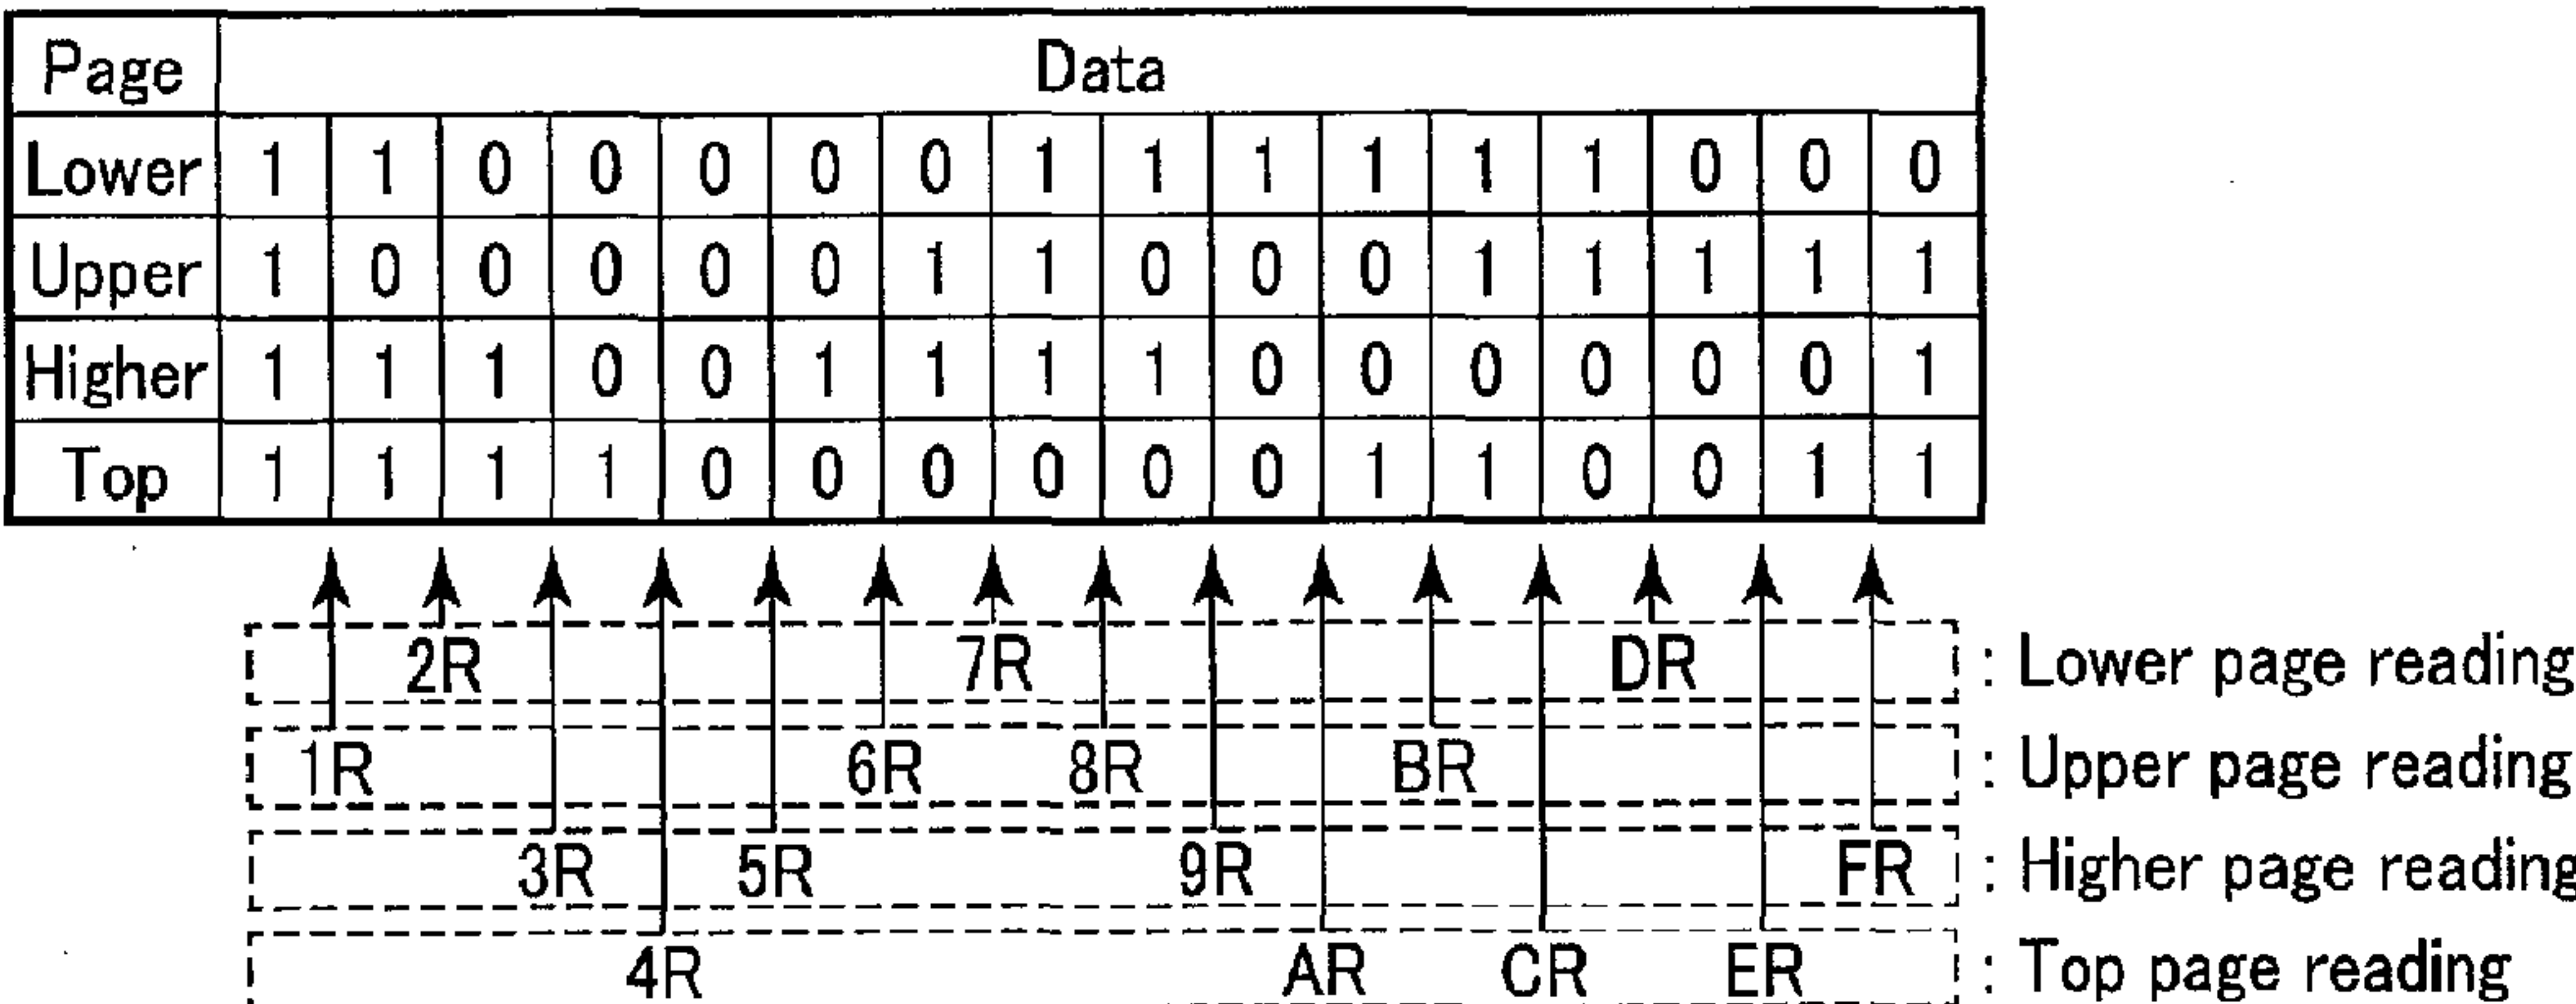 Page Data
Lower 1 1 0 0 0 0 0 1 1 1 1 1 1 0 0 0
Upper 1 0 0 0 0 0 1 1 0 0 0 1 1 1 1 1
Higher 1 1 1 0 0 1 1 1 1 0 0 0 0 0 0 1
Top 1 1 1 1 0 0 0 0 0 0 1 1 0 0 1 1
2R 7R DR : Lower page reading
1R 6R 8R BR : Upper page reading
3R 5R 9R FR : Higher page reading
4R AR CR ER : Top page reading